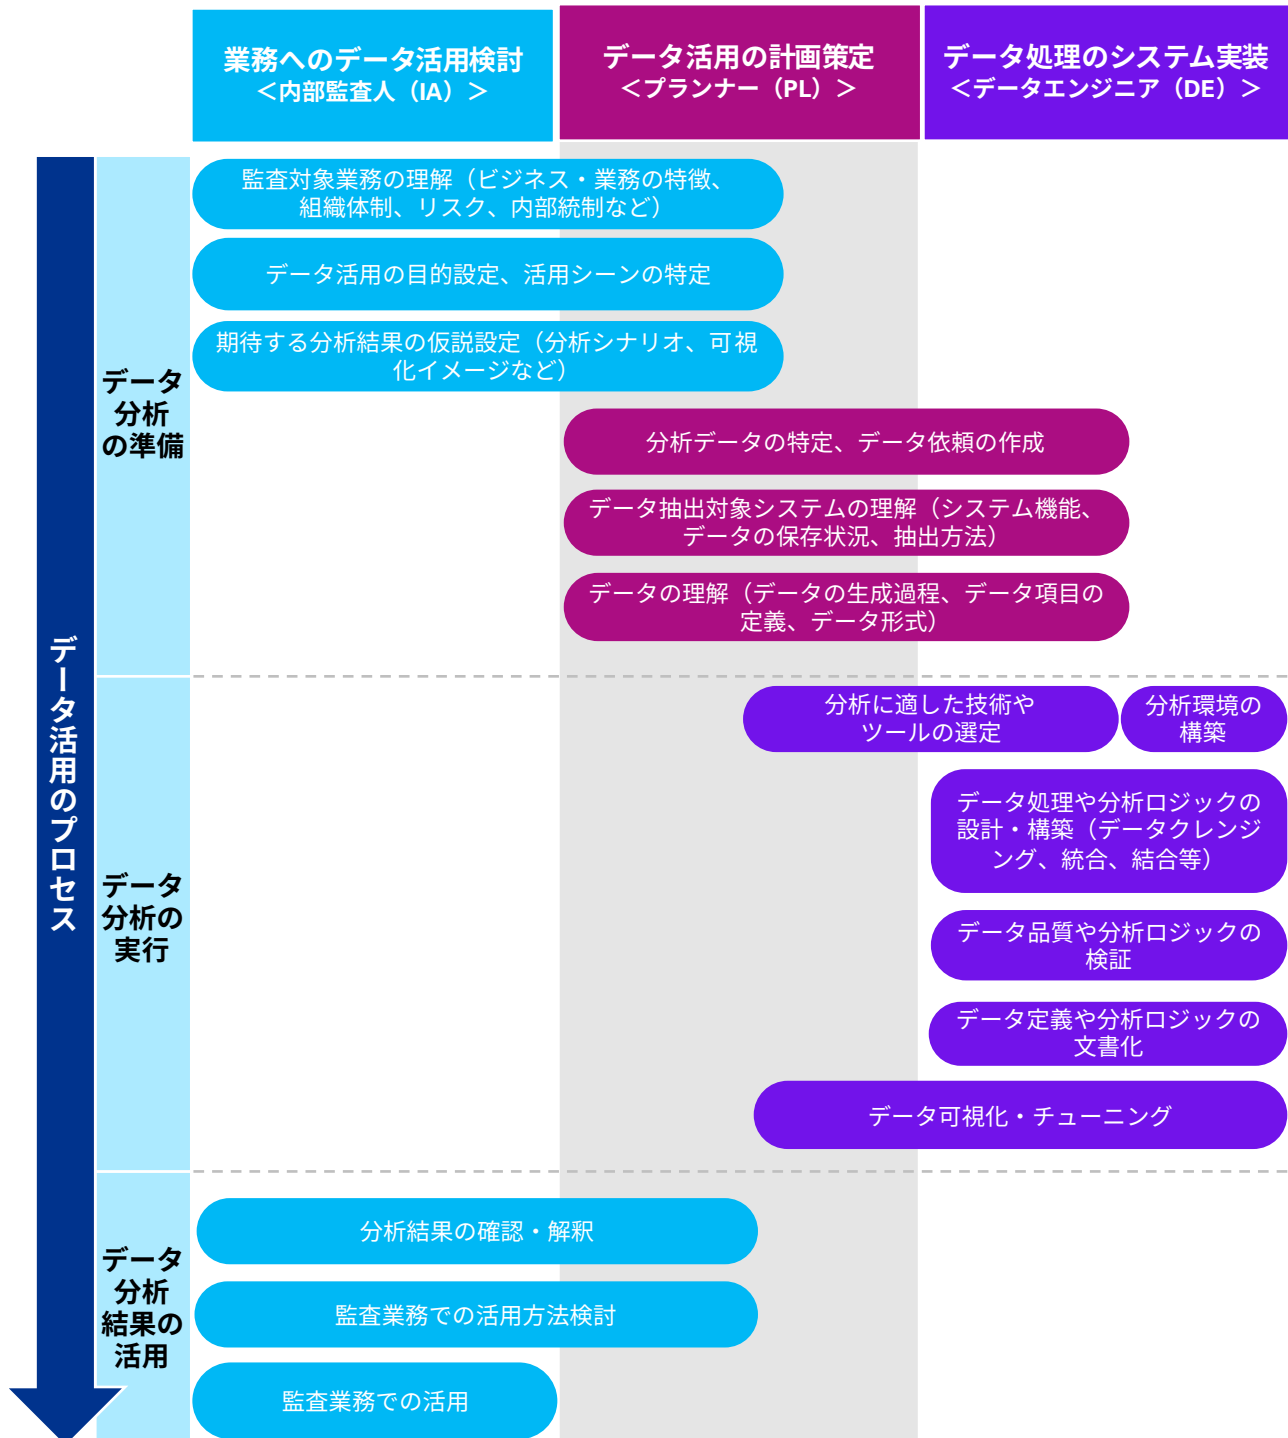 業務へのデータ活用検討
＜内部監査人（IA）＞
データ活用の計画策定
＜プランナー（PL）＞
データ処理のシステム実装
＜データエンジニア（DE）＞
データ活用のプロセス
データ
分析
の準備
監査対象業務の理解（ビジネス・業務の特徴、
組織体制、リスク、内部統制など）
データ活用の目的設定、活用シーンの特定
期待する分析結果の仮説設定（分析シナリオ、可視
化イメージなど）
分析データの特定、データ依頼の作成
データ抽出対象システムの理解（システム機能、
データの保存状況、抽出方法）
データの理解（データの生成過程、データ項目の
定義、データ形式）
データ
分析の
実行
分析に適した技術や
ツールの選定
分析環境の
構築
データ処理や分析ロジックの
設計・構築（データクレンジ
ング、統合、結合等）
データ品質や分析ロジックの
検証
データ定義や分析ロジックの
文書化
データ可視化・チューニング
データ
分析
結果の
活用
分析結果の確認・解釈
監査業務での活用方法検討
監査業務での活用